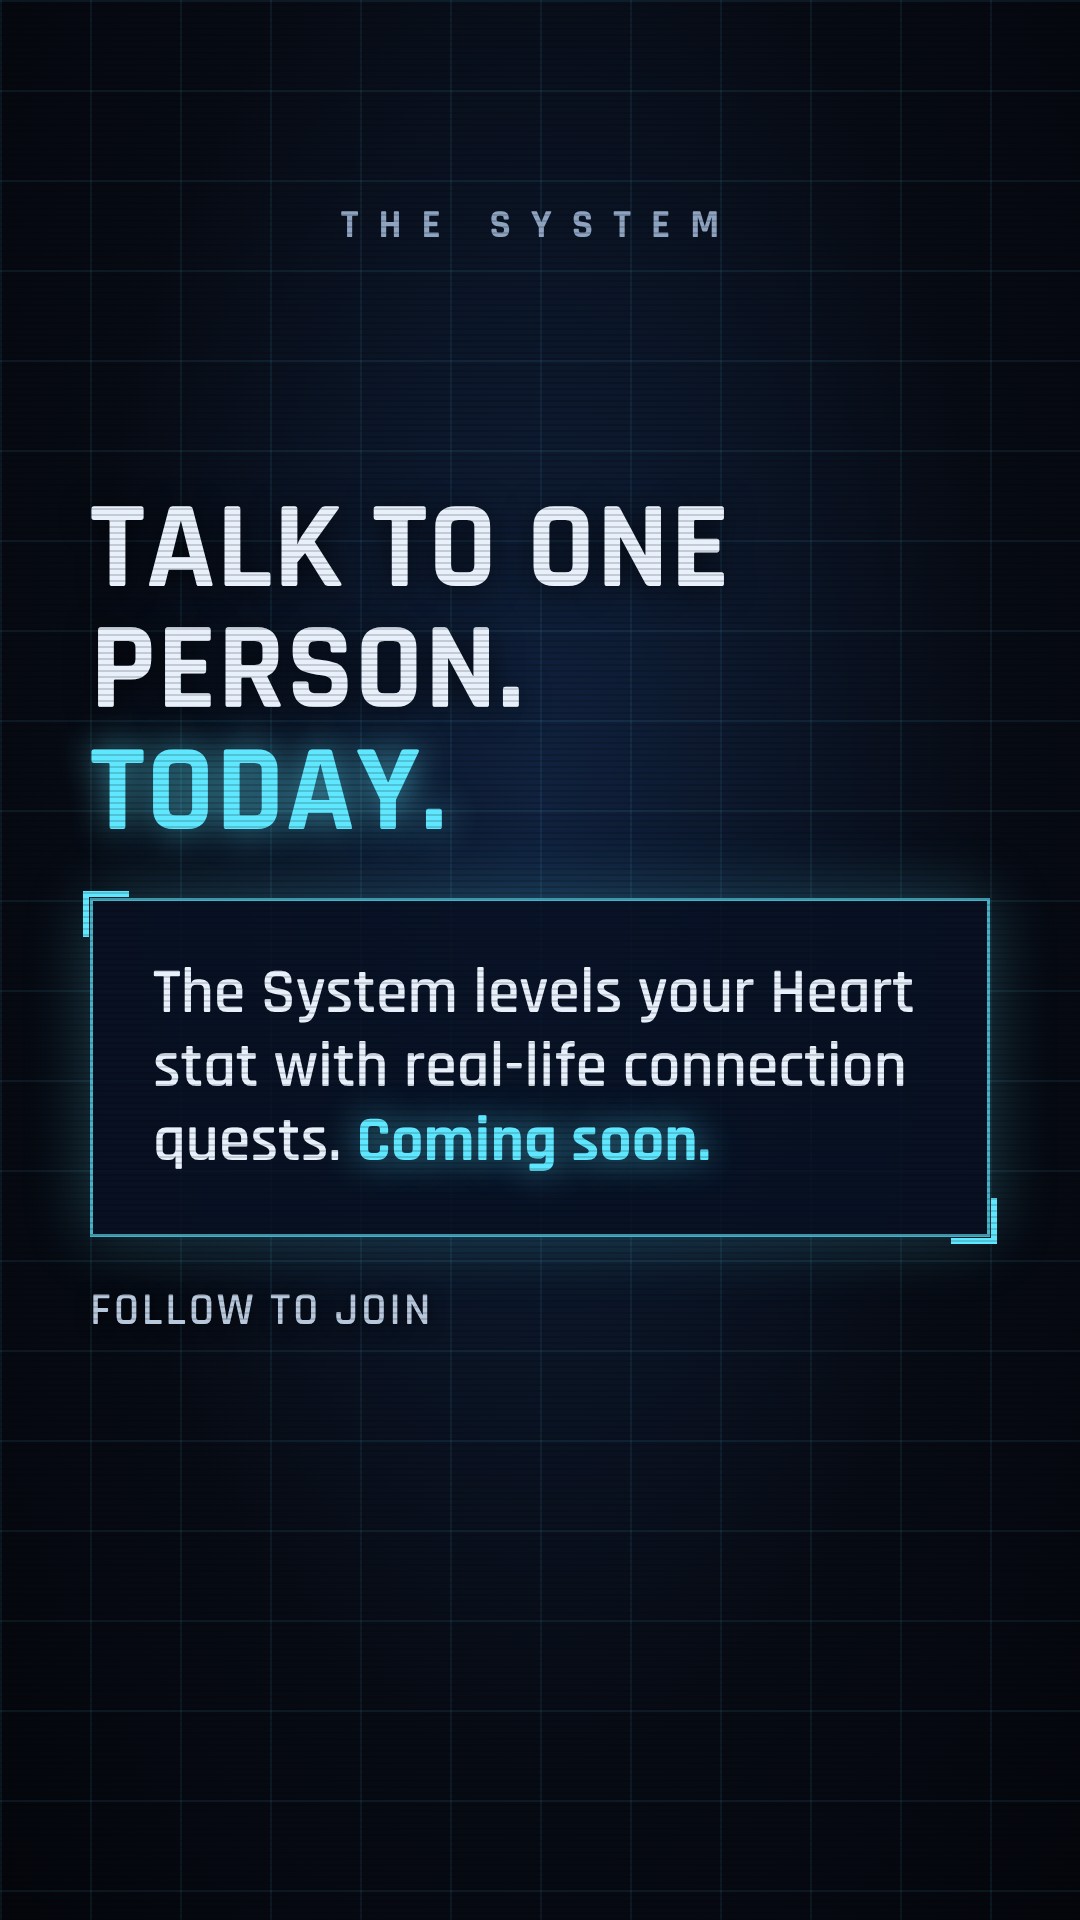 THE SYSTEM
TALK TO ONE
PERSON.
TODAY.
The System levels your Heart
stat with real-life connection
quests. Coming soon.
FOLLOW TO JOIN